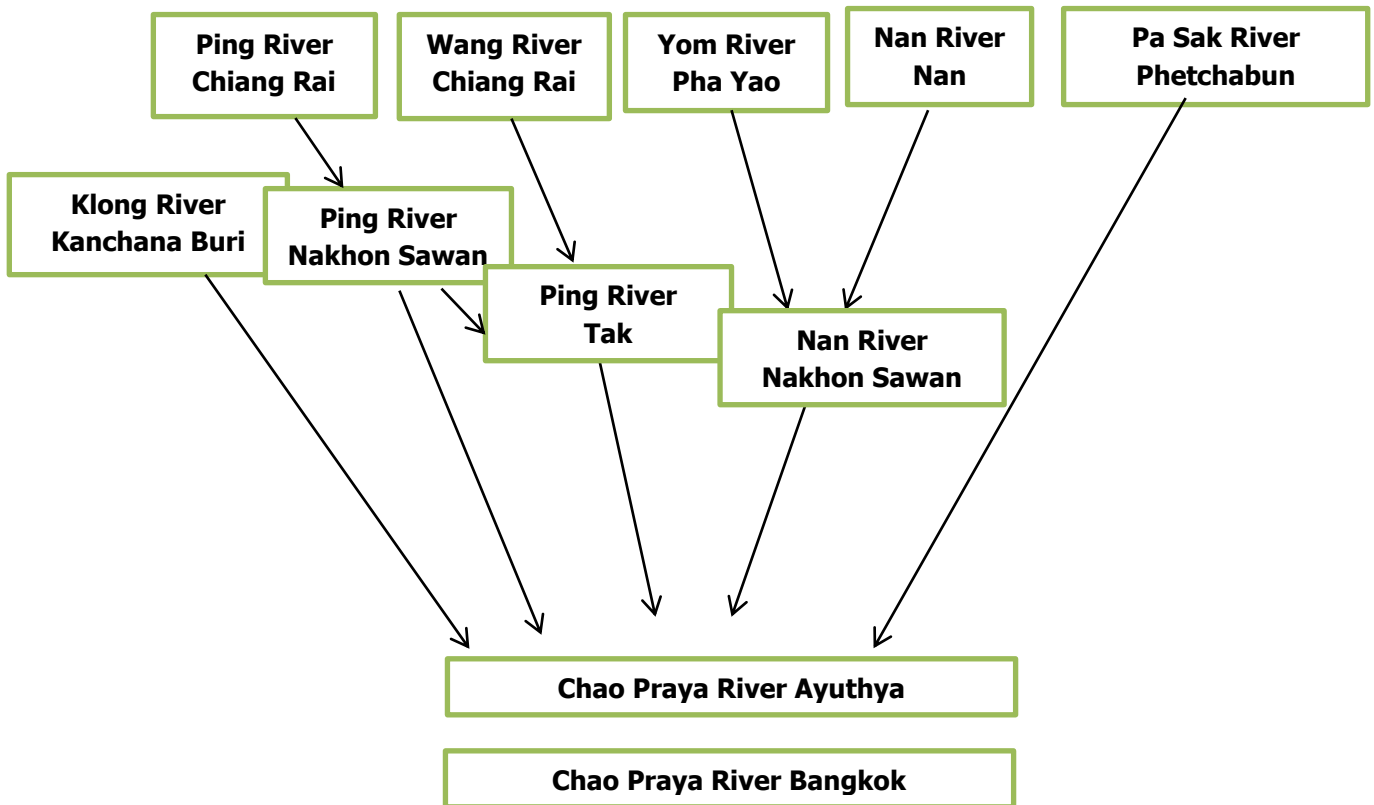 Ping River
Chiang Rai
Wang River
Chiang Rai
Yom River
Pha Yao
Nan River
Nan
Pa Sak River
Phetchabun
Klong River
Kanchana Buri
Ping River
Nakhon Sawan
Ping River
Tak
Nan River
Nakhon Sawan
Chao Praya River Ayuthya
Chao Praya River Bangkok